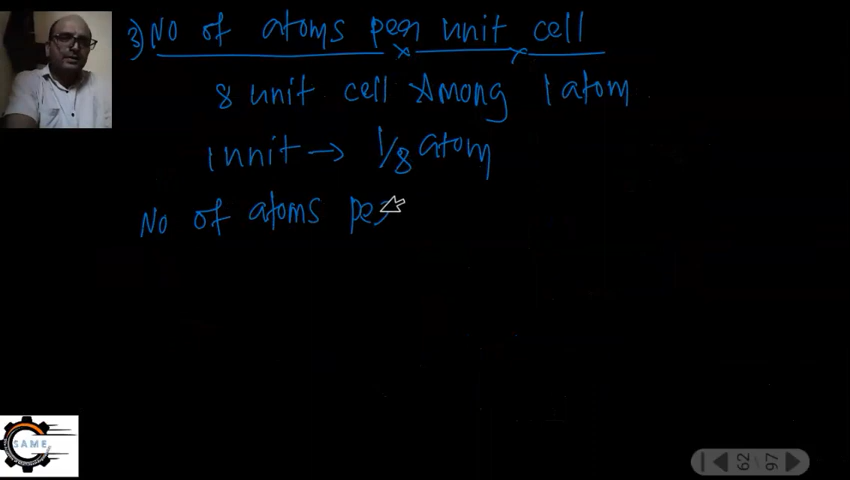 3) No of atoms per unit cell
8 unit cell Among 1 atom
1 unit → 1/8 atom
No of atoms per
SAME
62 97